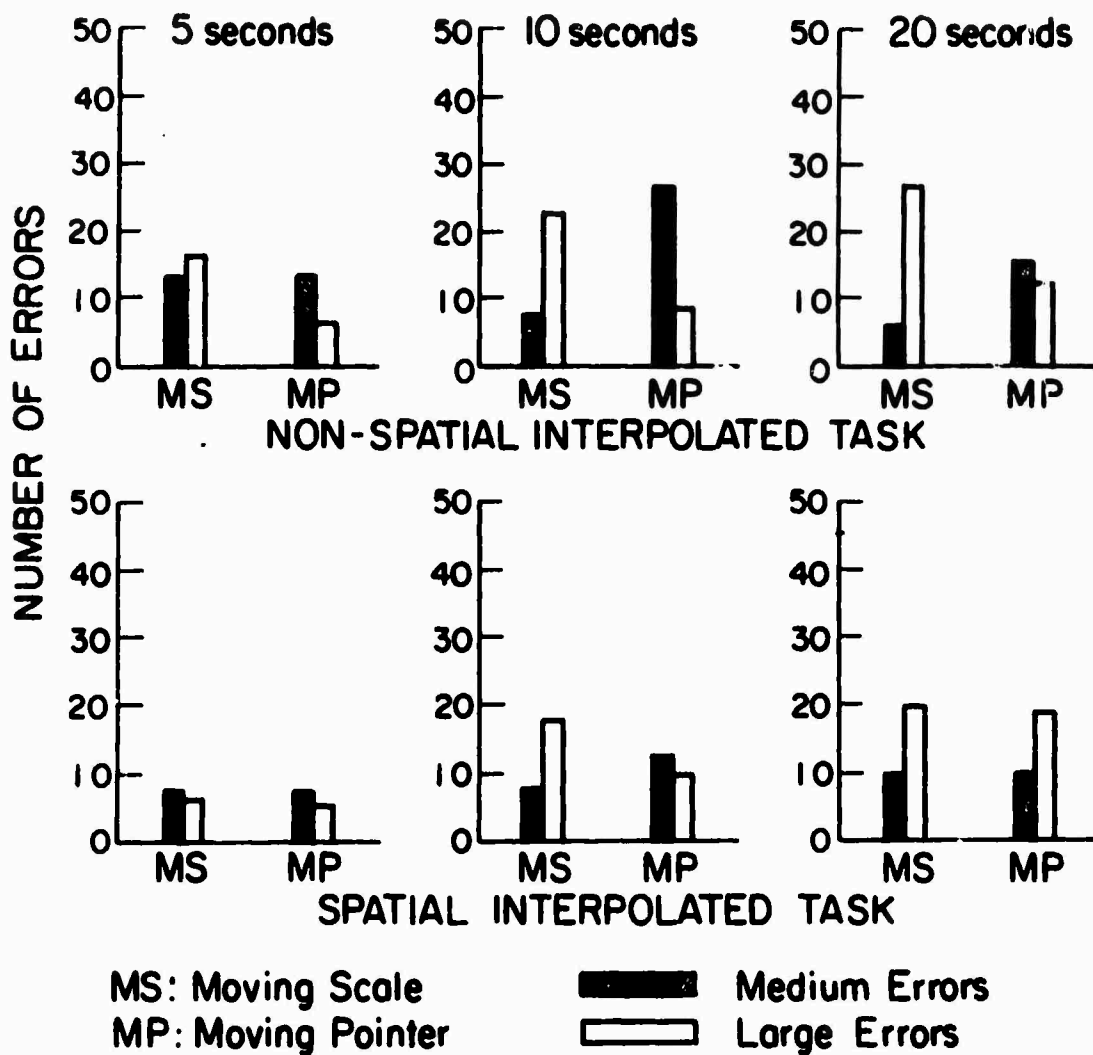 5 seconds 10 seconds 20 seconds
50 50 50
40 40 40
30 30 30
20 20 20
10 10 10
0 0 0
MS MP MS MP MS MP
NON-SPATIAL INTERPOLATED TASK
NUMBER OF ERRORS
50 50 50
40 40 40
30 30 30
20 20 20
10 10 10
0 0 0
MS MP MS MP MS MP
SPATIAL INTERPOLATED TASK
MS: Moving Scale Medium Errors
MP: Moving Pointer Large Errors